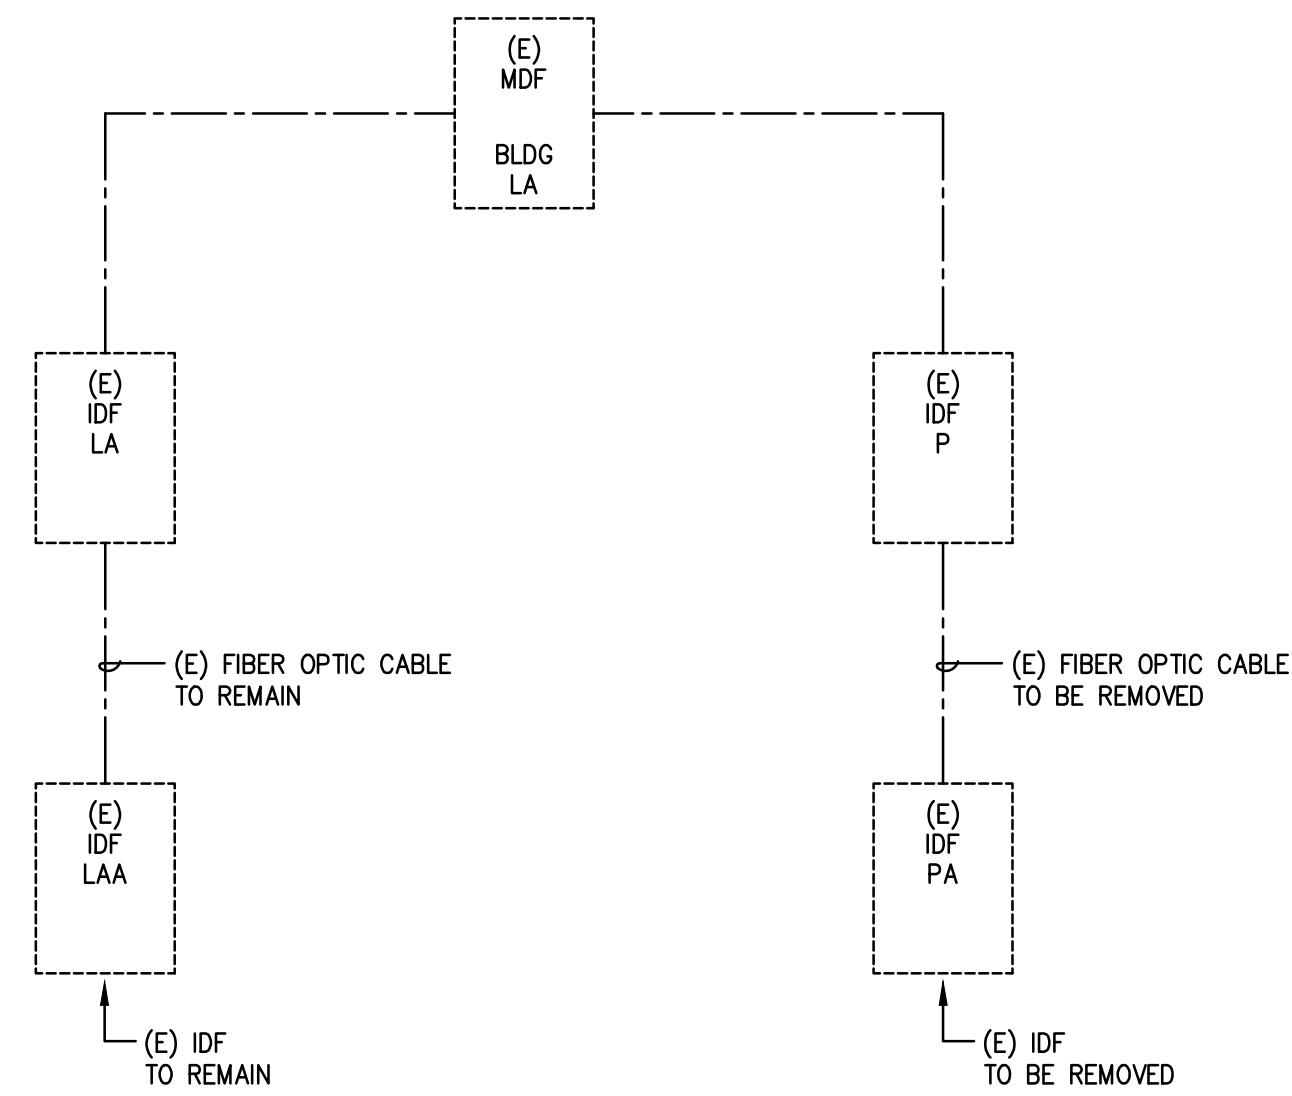 (E)
MDF
BLDG
LA
(E)
IDF
LA
(E)
IDF
P
(E) FIBER OPTIC CABLE
TO REMAIN
(E) FIBER OPTIC CABLE
TO BE REMOVED
(E)
IDF
LAA
(E)
IDF
PA
(E) IDF
TO REMAIN
(E) IDF
TO BE REMOVED